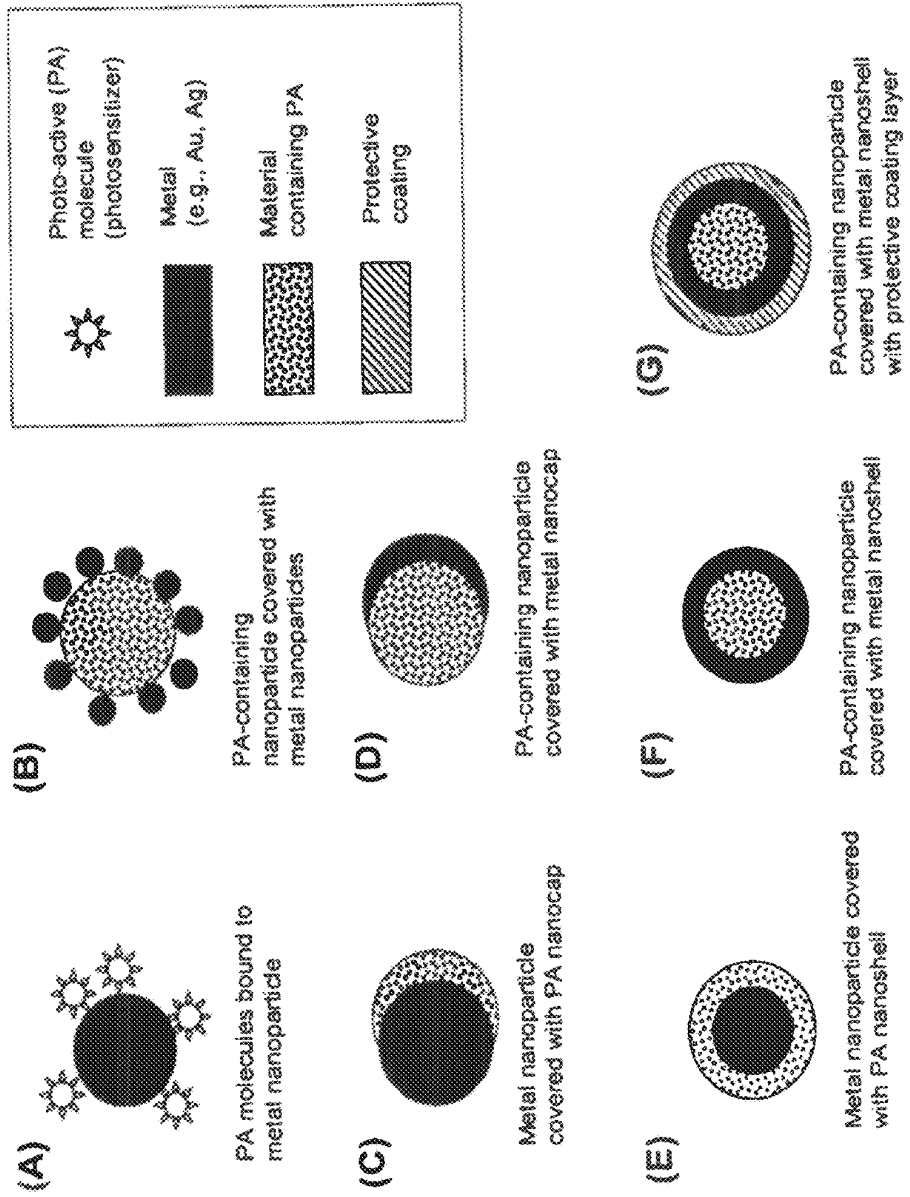 (A)
PA molecules bound to
metal nanoparticle
(B)
PA-containing
nanoparticle covered with
metal nanoparticles
Photo-active (PA)
molecule
(photosensitizer)
Metal
(e.g., Au, Ag)
Material
containing PA
Protective
coating
(C)
Metal nanoparticle
covered with PA nanocap
(D)
PA-containing nanoparticle
covered with metal nanocap
(E)
Metal nanoparticle covered
with PA nanoshell
(F)
PA-containing nanoparticle
covered with metal nanoshell
(G)
PA-containing nanoparticle
covered with metal nanoshell
with protective coating layer